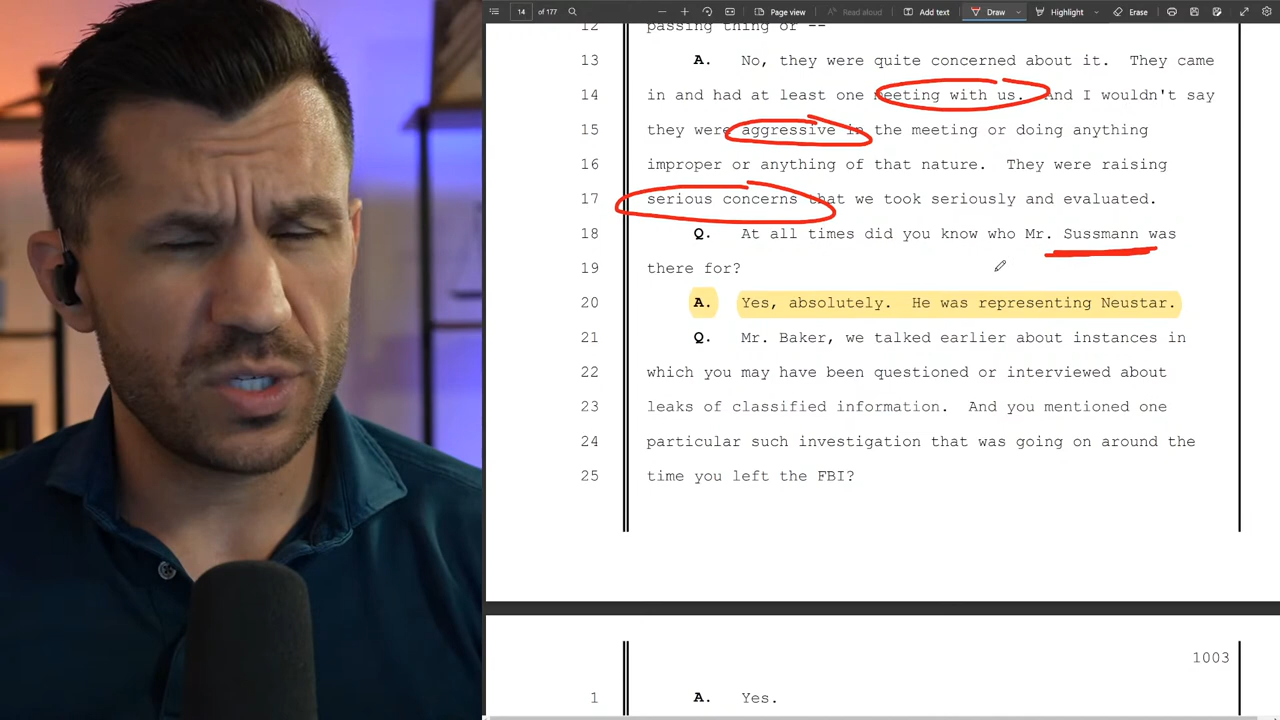 14 of 177
Page view
Read aloud
Add text
Draw
Highlight
Erase
12 passing thing or --
13 A. No, they were quite concerned about it. They came
14 in and had at least one meeting with us. And I wouldn't say
15 they were aggressive in the meeting or doing anything
16 improper or anything of that nature. They were raising
17 serious concerns that we took seriously and evaluated.
18 Q. At all times did you know who Mr. Sussmann was
19 there for?
20 A. Yes, absolutely. He was representing Neustar.
21 Q. Mr. Baker, we talked earlier about instances in
22 which you may have been questioned or interviewed about
23 leaks of classified information. And you mentioned one
24 particular such investigation that was going on around the
25 time you left the FBI?
1003
1 A. Yes.